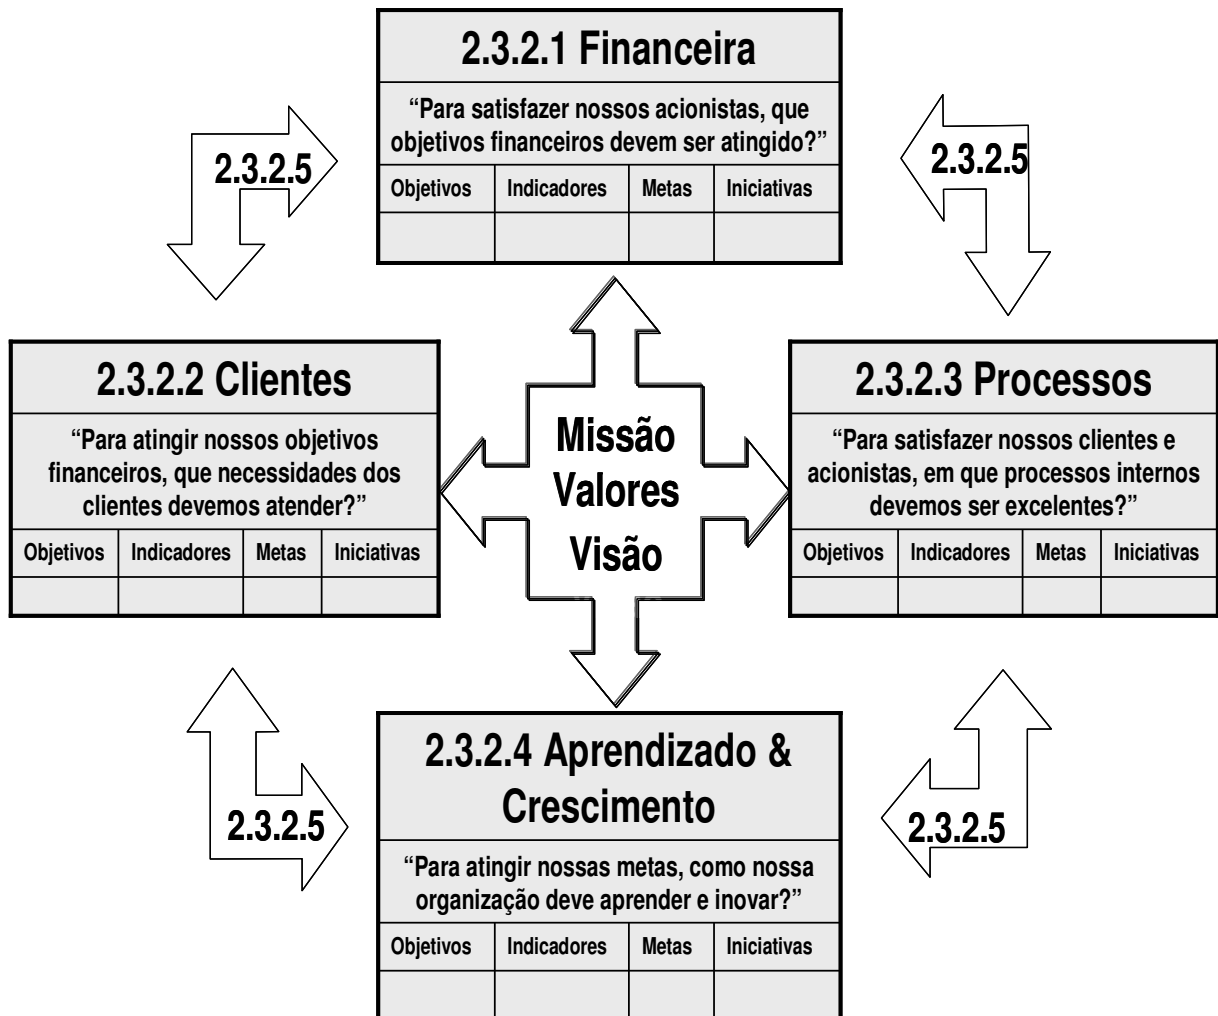 2.3.2.1 Financeira
“Para satisfazer nossos acionistas, que
objetivos financeiros devem ser atingido?”
Objetivos Indicadores Metas Iniciativas
2.3.2.5
2.3.2.5
2.3.2.2 Clientes
“Para atingir nossos objetivos
financeiros, que necessidades dos
clientes devemos atender?”
Objetivos Indicadores Metas Iniciativas
Missão
Valores
Visão
2.3.2.3 Processos
“Para satisfazer nossos clientes e
acionistas, em que processos internos
devemos ser excelentes?”
Objetivos Indicadores Metas Iniciativas
2.3.2.5
2.3.2.5
2.3.2.4 Aprendizado &
Crescimento
“Para atingir nossas metas, como nossa
organização deve aprender e inovar?”
Objetivos Indicadores Metas Iniciativas